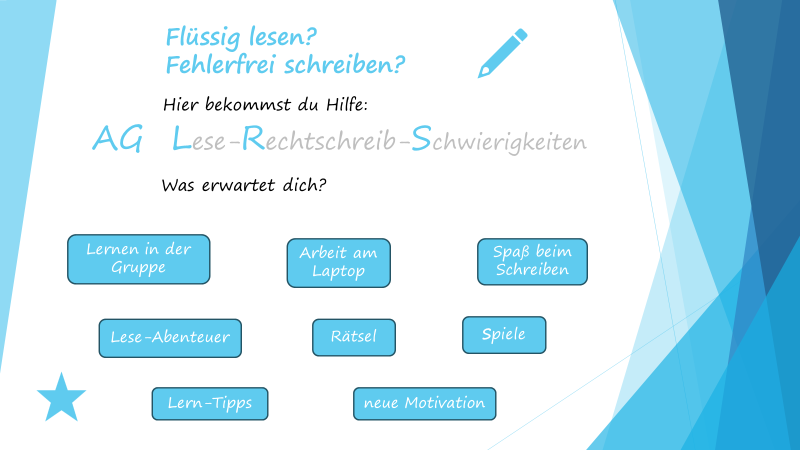 Flüssig lesen?
Fehlerfrei schreiben?
Hier bekommst du Hilfe:
AG Lese-Rechtschreib-Schwierigkeiten
Was erwartet dich?
Lernen in der
Gruppe
Arbeit am
Laptop
Spaß beim
Schreiben
Lese-Abenteuer
Rätsel
Spiele
Lern-Tipps
neue Motivation